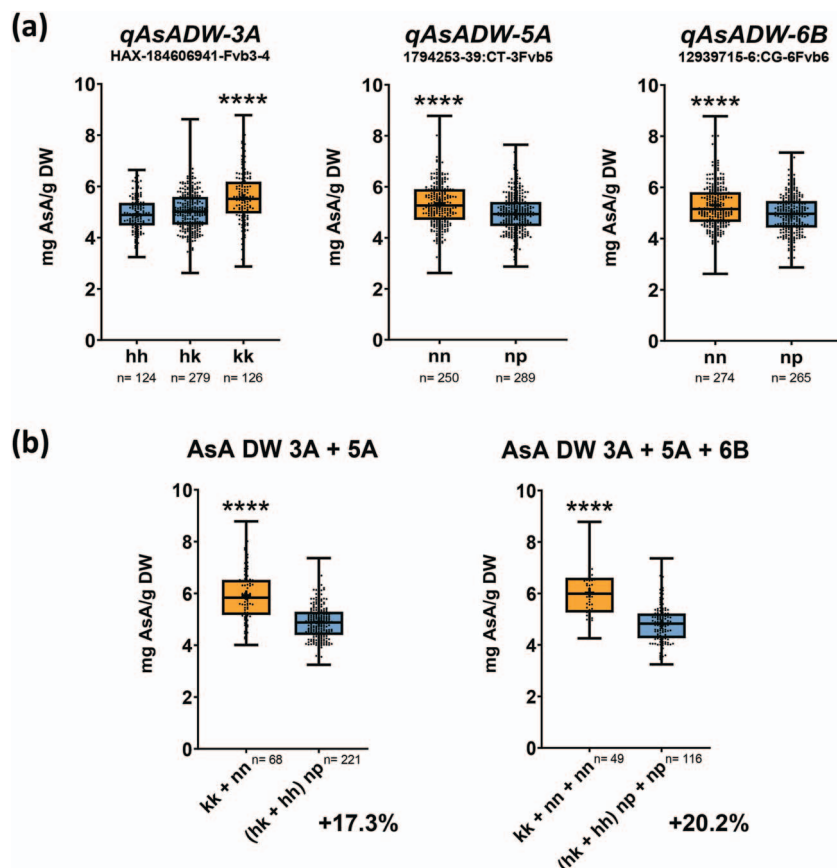 (a)
qAsADW-3A
HAX-184606941-Fvb3-4
mg AsA/g DW
10
8
6
4
2
0
****
hh hk kk
n= 124 n= 279 n= 126
qAsADW-5A
1794253-39:CT-3Fvb5
mg AsA/g DW
10
8
6
4
2
0
****
nn np
n= 250 n= 289
qAsADW-6B
12939715-6:CG-6Fvb6
mg AsA/g DW
10
8
6
4
2
0
****
nn np
n= 274 n= 265
(b)
AsA DW 3A + 5A
mg AsA/g DW
10
8
6
4
2
0
****
kk + nn n= 68
(hk + hh) np n= 221
+17.3%
AsA DW 3A + 5A + 6B
mg AsA/g DW
10
8
6
4
2
0
****
kk + nn + nn n= 49
(hk + hh) np + np n= 116
+20.2%